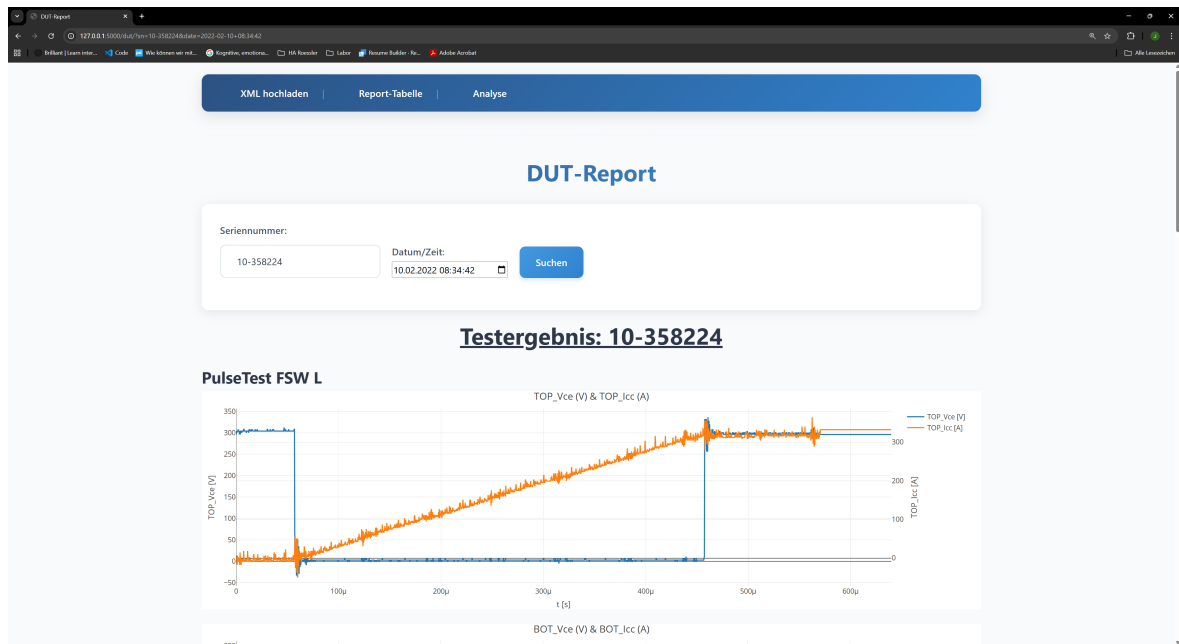 DUT-Report
127.0.0.1:5000/dut/?sn=10-358224&date=2022-02-10+08:34:42
Brilliant | Learn inter... Code Wie können wir mit... Kognitive, emotiona... HA Roessler Labor Resume Builder · Re... Adobe Acrobat Alle Lesezeichen
XML hochladen | Report-Tabelle | Analyse
DUT-Report
Seriennummer:
10-358224
Datum/Zeit:
10.02.2022 08:34:42
Suchen
Testergebnis: 10-358224
PulseTest FSW L
TOP_Vce (V) & TOP_Icc (A)
TOP_Vce [V]
TOP_Icc [A]
350
300
250
200
150
100
50
0
−50
TOP_Vce [V]
300
200
100
0
TOP_Icc [A]
0 100μ 200μ 300μ 400μ 500μ 600μ
t [s]
BOT_Vce (V) & BOT_Icc (A)